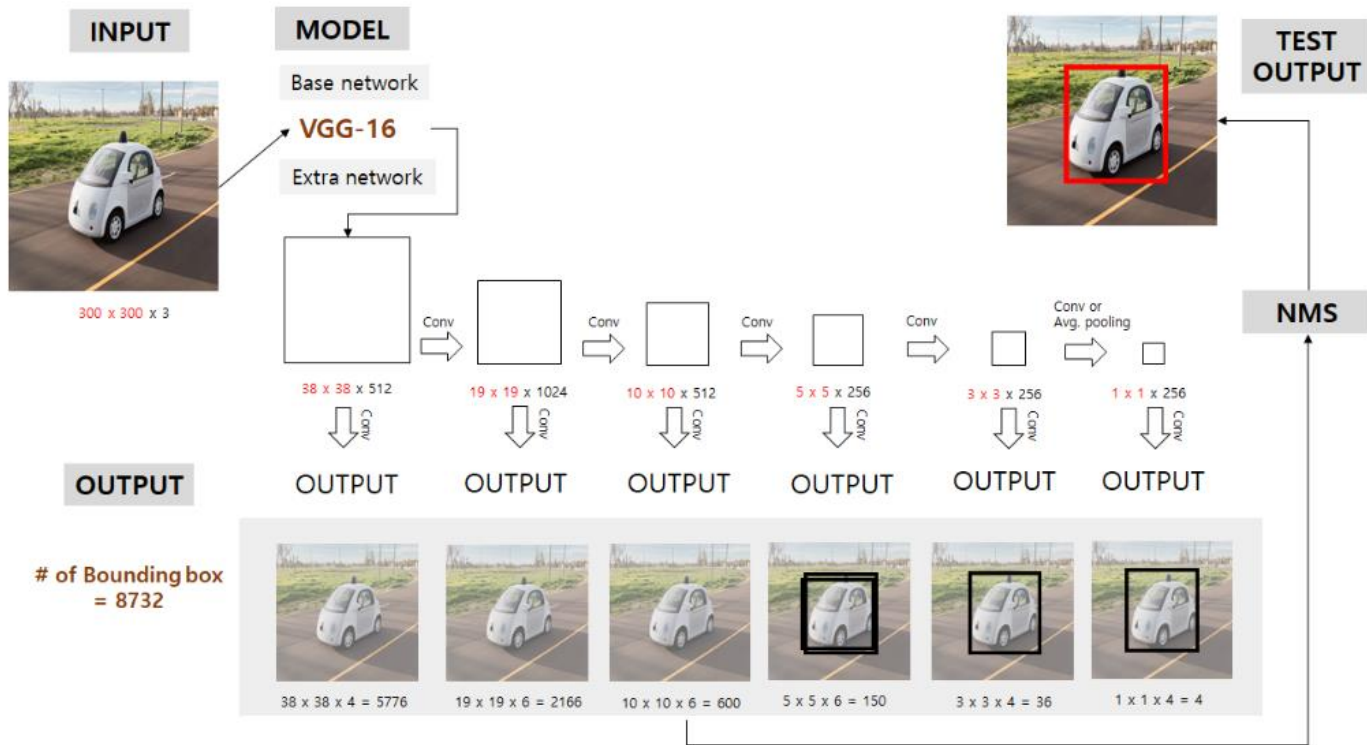 INPUT
MODEL
TEST
OUTPUT
Base network
VGG-16
Extra network
300 x 300 x 3
NMS
Conv
Conv
Conv
Conv
Conv or
Avg. pooling
38 x 38 x 512
19 x 19 x 1024
10 x 10 x 512
5 x 5 x 256
3 x 3 x 256
1 x 1 x 256
Conv
Conv
Conv
Conv
Conv
Conv
OUTPUT
OUTPUT
OUTPUT
OUTPUT
OUTPUT
OUTPUT
OUTPUT
# of Bounding box
= 8732
38 x 38 x 4 = 5776
19 x 19 x 6 = 2166
10 x 10 x 6 = 600
5 x 5 x 6 = 150
3 x 3 x 4 = 36
1 x 1 x 4 = 4